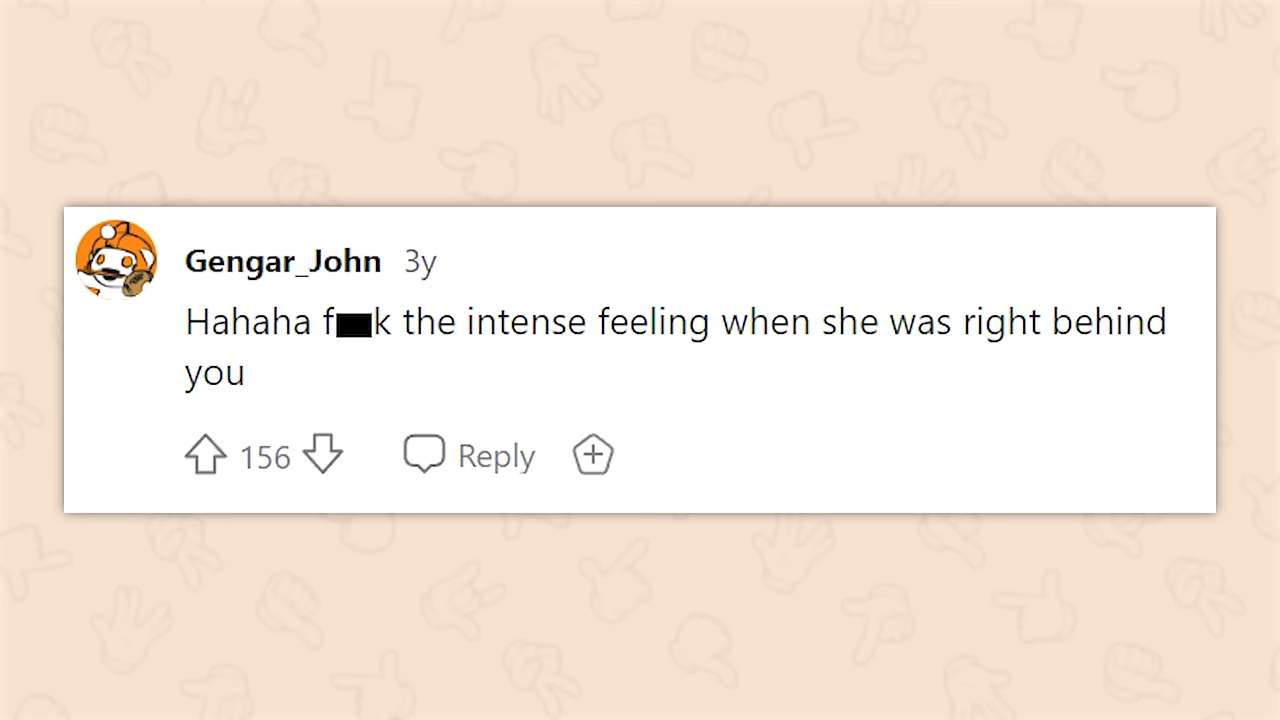 Gengar_John 3y
Hahaha f■■k the intense feeling when she was right behind
you
156 Reply